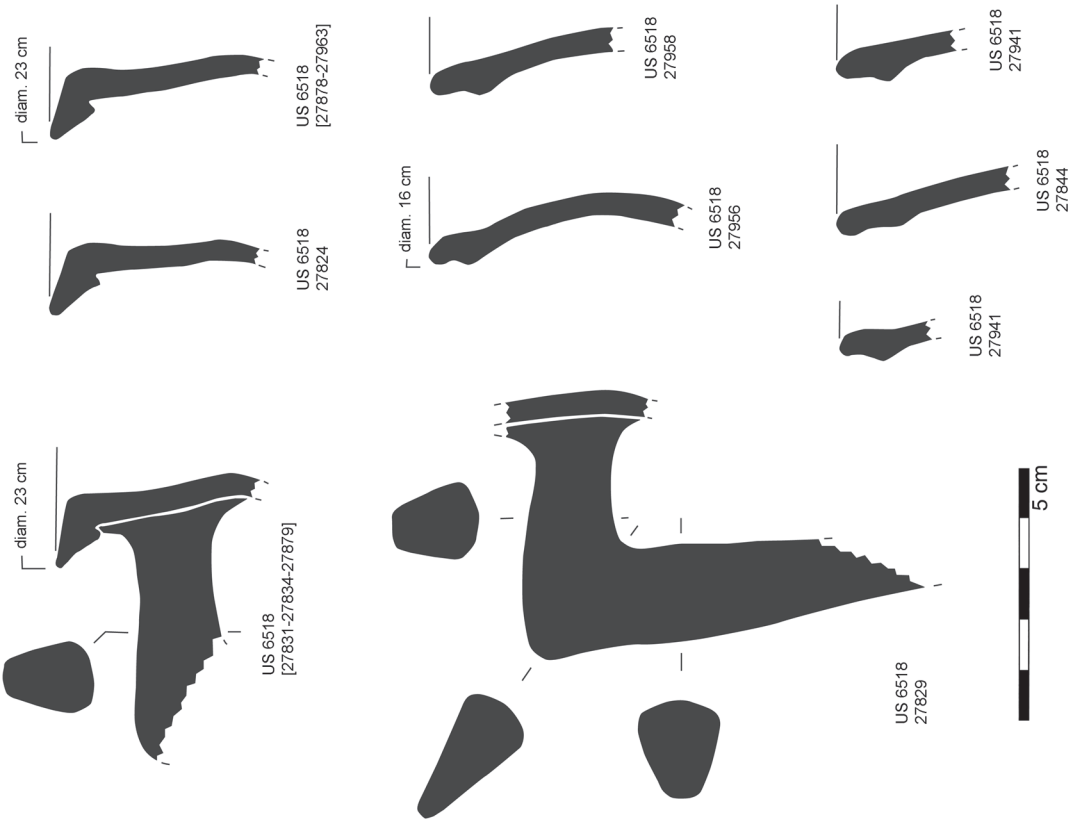 diam. 23 cm
US 6518
[27878-27963]
US 6518
27958
US 6518
27941
US 6518
27824
diam. 16 cm
US 6518
27956
US 6518
27844
US 6518
27941
diam. 23 cm
US 6518
[27831-27834-27879]
US 6518
27829
5 cm